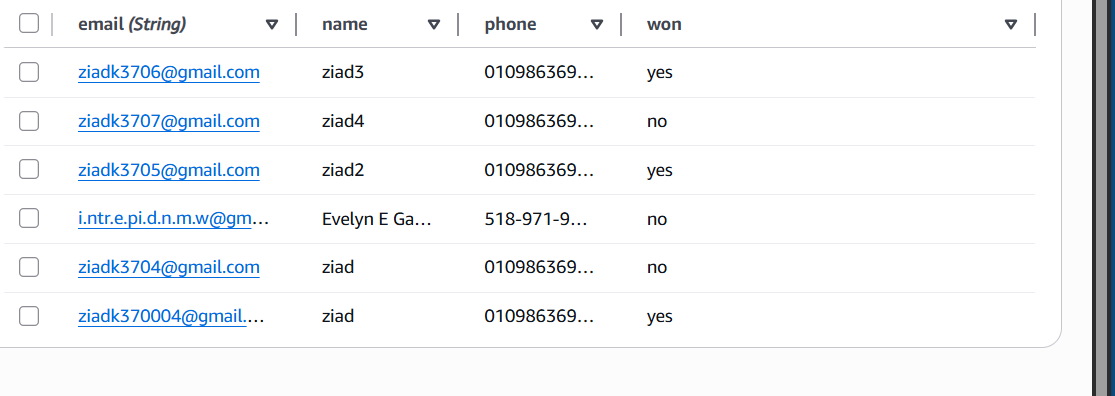 email (String) name phone won
ziadk3706@gmail.com ziad3 010986369... yes
ziadk3707@gmail.com ziad4 010986369... no
ziadk3705@gmail.com ziad2 010986369... yes
i.ntr.e.pi.d.n.m.w@gm... Evelyn E Ga... 518-971-9... no
ziadk3704@gmail.com ziad 010986369... no
ziadk370004@gmail.... ziad 010986369... yes